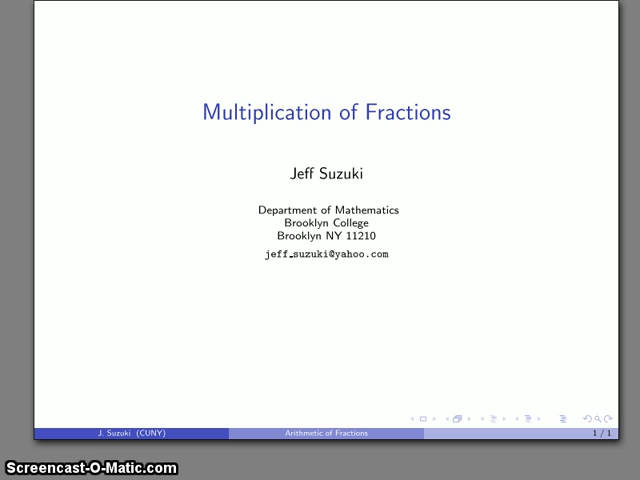 Multiplication of Fractions
Jeff Suzuki
Department of Mathematics
Brooklyn College
Brooklyn NY 11210
jeff_suzuki@yahoo.com
J. Suzuki (CUNY)
Arithmetic of Fractions
1 / 1
Screencast-O-Matic.com